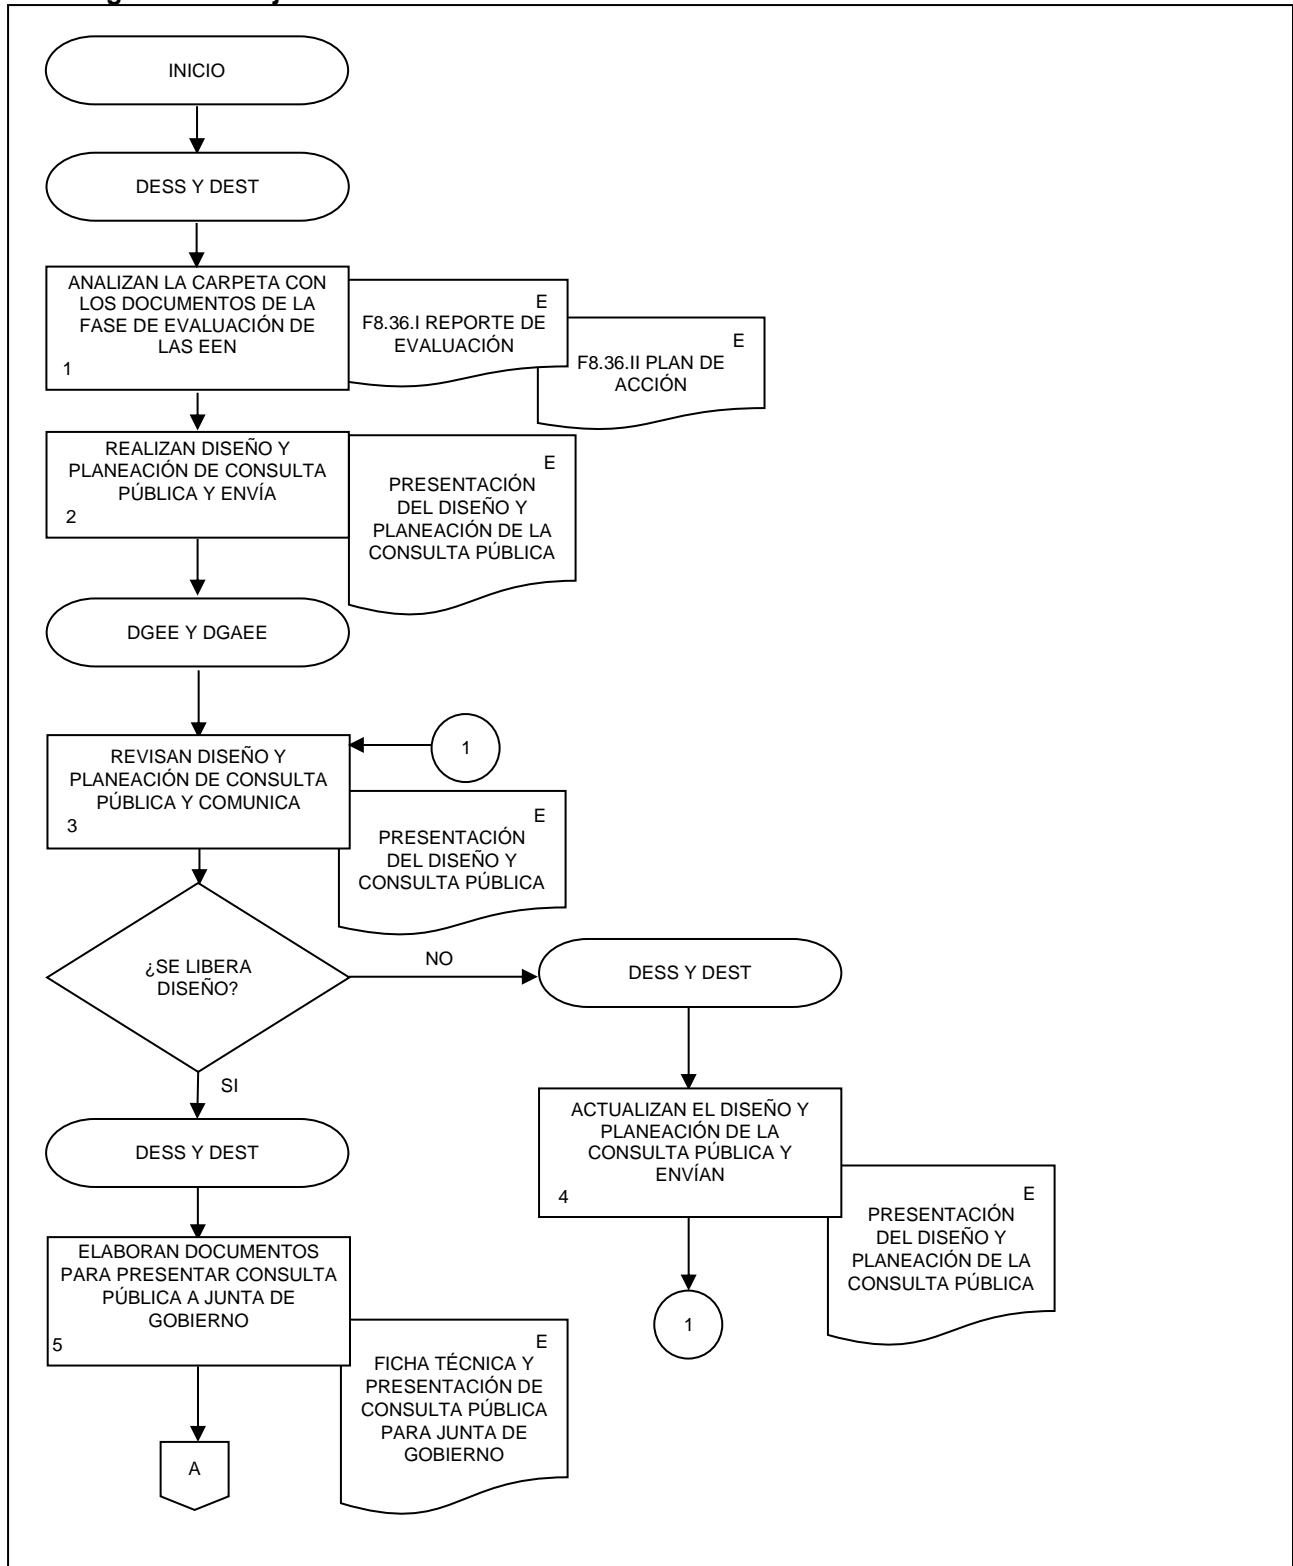 INICIO
DESS Y DEST
ANALIZAN LA CARPETA CON
LOS DOCUMENTOS DE LA
FASE DE EVALUACIÓN DE
LAS EEN
1
E
F8.36.I REPORTE DE
EVALUACIÓN
E
F8.36.II PLAN DE
ACCIÓN
REALIZAN DISEÑO Y
PLANEACIÓN DE CONSULTA
PÚBLICA Y ENVÍA
2
E
PRESENTACIÓN
DEL DISEÑO Y
PLANEACIÓN DE LA
CONSULTA PÚBLICA
DGEE Y DGAEE
REVISAN DISEÑO Y
PLANEACIÓN DE CONSULTA
PÚBLICA Y COMUNICA
3
1
E
PRESENTACIÓN
DEL DISEÑO Y
CONSULTA PÚBLICA
¿SE LIBERA
DISEÑO?
NO
DESS Y DEST
ACTUALIZAN EL DISEÑO Y
PLANEACIÓN DE LA
CONSULTA PÚBLICA Y
ENVÍAN
4
E
PRESENTACIÓN
DEL DISEÑO Y
PLANEACIÓN DE LA
CONSULTA PÚBLICA
1
SI
DESS Y DEST
ELABORAN DOCUMENTOS
PARA PRESENTAR CONSULTA
PÚBLICA A JUNTA DE
GOBIERNO
5
E
FICHA TÉCNICA Y
PRESENTACIÓN DE
CONSULTA PÚBLICA
PARA JUNTA DE
GOBIERNO
A